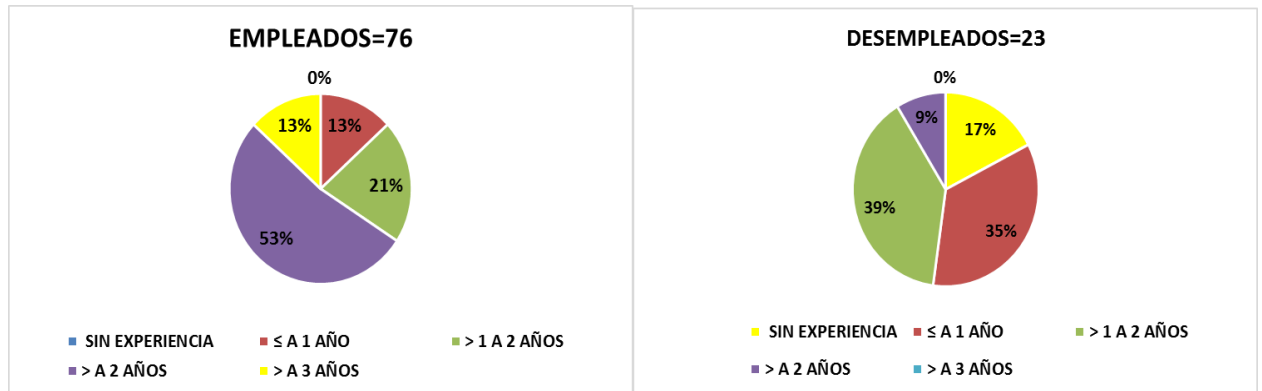 EMPLEADOS=76
0%
13%
13%
21%
53%
SIN EXPERIENCIA
≤ A 1 AÑO
> 1 A 2 AÑOS
> A 2 AÑOS
> A 3 AÑOS
DESEMPLEADOS=23
0%
9%
17%
39%
35%
SIN EXPERIENCIA
≤ A 1 AÑO
> 1 A 2 AÑOS
> A 2 AÑOS
> A 3 AÑOS